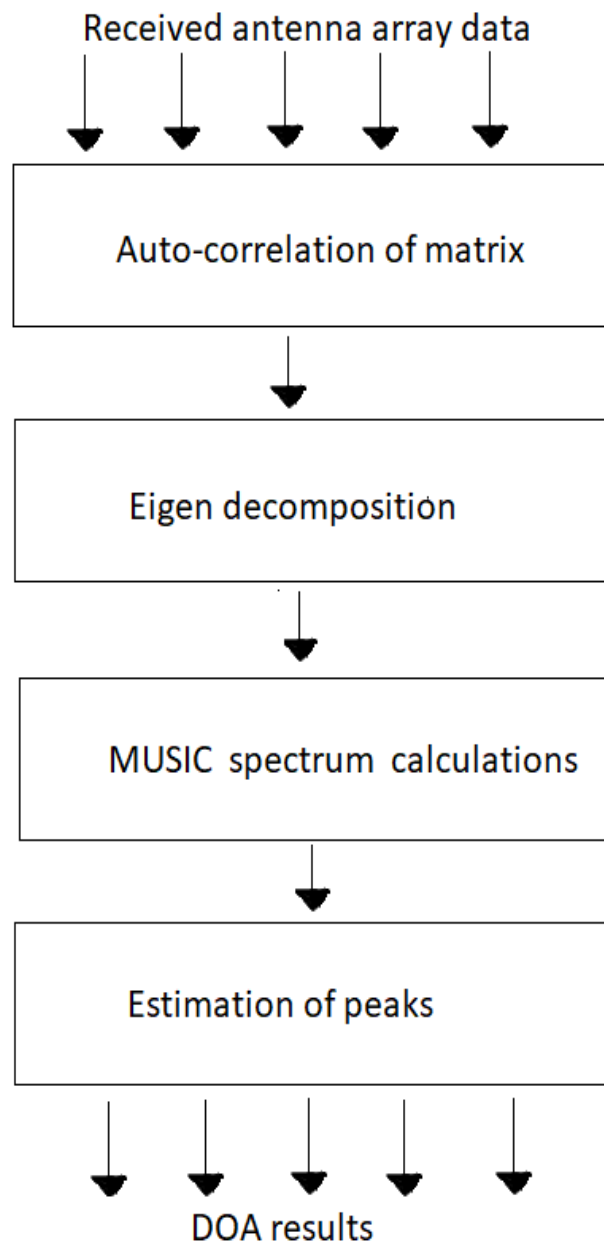 Received antenna array data
Auto-correlation of matrix
Eigen decomposition
MUSIC spectrum calculations
Estimation of peaks
DOA results